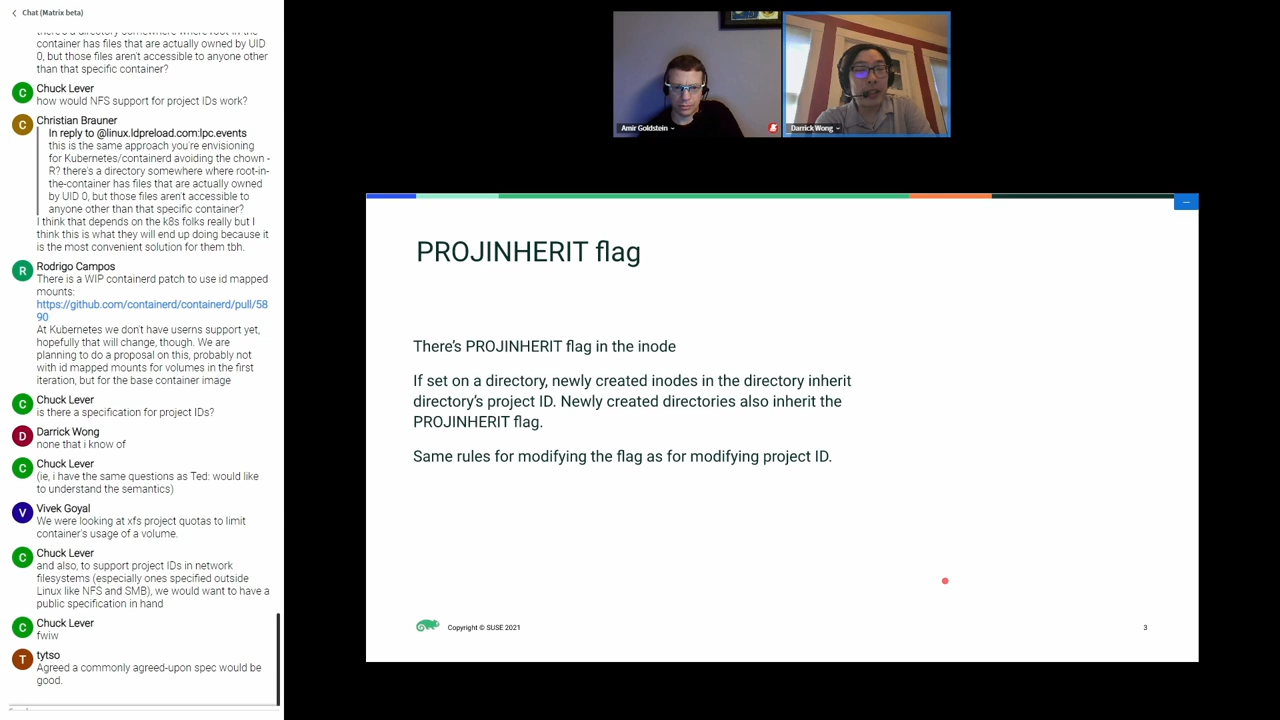 Chat (Matrix beta)
there's a directory somewhere where root-in-the-
container has files that are actually owned by UID
0, but those files aren't accessible to anyone other
than that specific container?
C
Chuck Lever
how would NFS support for project IDs work?
C
Christian Brauner
In reply to @linux.ldpreload.com:lpc.events
this is the same approach you're envisioning
for Kubernetes/containerd avoiding the chown -
R? there's a directory somewhere where root-in-
the-container has files that are actually owned
by UID 0, but those files aren't accessible to
anyone other than that specific container?
I think that depends on the k8s folks really but I
think this is what they will end up doing because it
is the most convenient solution for them tbh.
R
Rodrigo Campos
There is a WIP containerd patch to use id mapped
mounts:
https://github.com/containerd/containerd/pull/58
90
At Kubernetes we don't have userns support yet,
hopefully that will change, though. We are
planning to do a proposal on this, probably not
with id mapped mounts for volumes in the first
iteration, but for the base container image
C
Chuck Lever
is there a specification for project IDs?
D
Darrick Wong
none that i know of
C
Chuck Lever
(ie, i have the same questions as Ted: would like
to understand the semantics)
V
Vivek Goyal
We were looking at xfs project quotas to limit
container's usage of a volume.
C
Chuck Lever
and also, to support project IDs in network
filesystems (especially ones specified outside
Linux like NFS and SMB), we would want to have a
public specification in hand
C
Chuck Lever
fwiw
T
tytso
Agreed a commonly agreed-upon spec would be
good.
Amir Goldstein
Darrick Wong
PROJINHERIT flag
There's PROJINHERIT flag in the inode
If set on a directory, newly created inodes in the directory inherit
directory's project ID. Newly created directories also inherit the
PROJINHERIT flag.
Same rules for modifying the flag as for modifying project ID.
Copyright © SUSE 2021
3